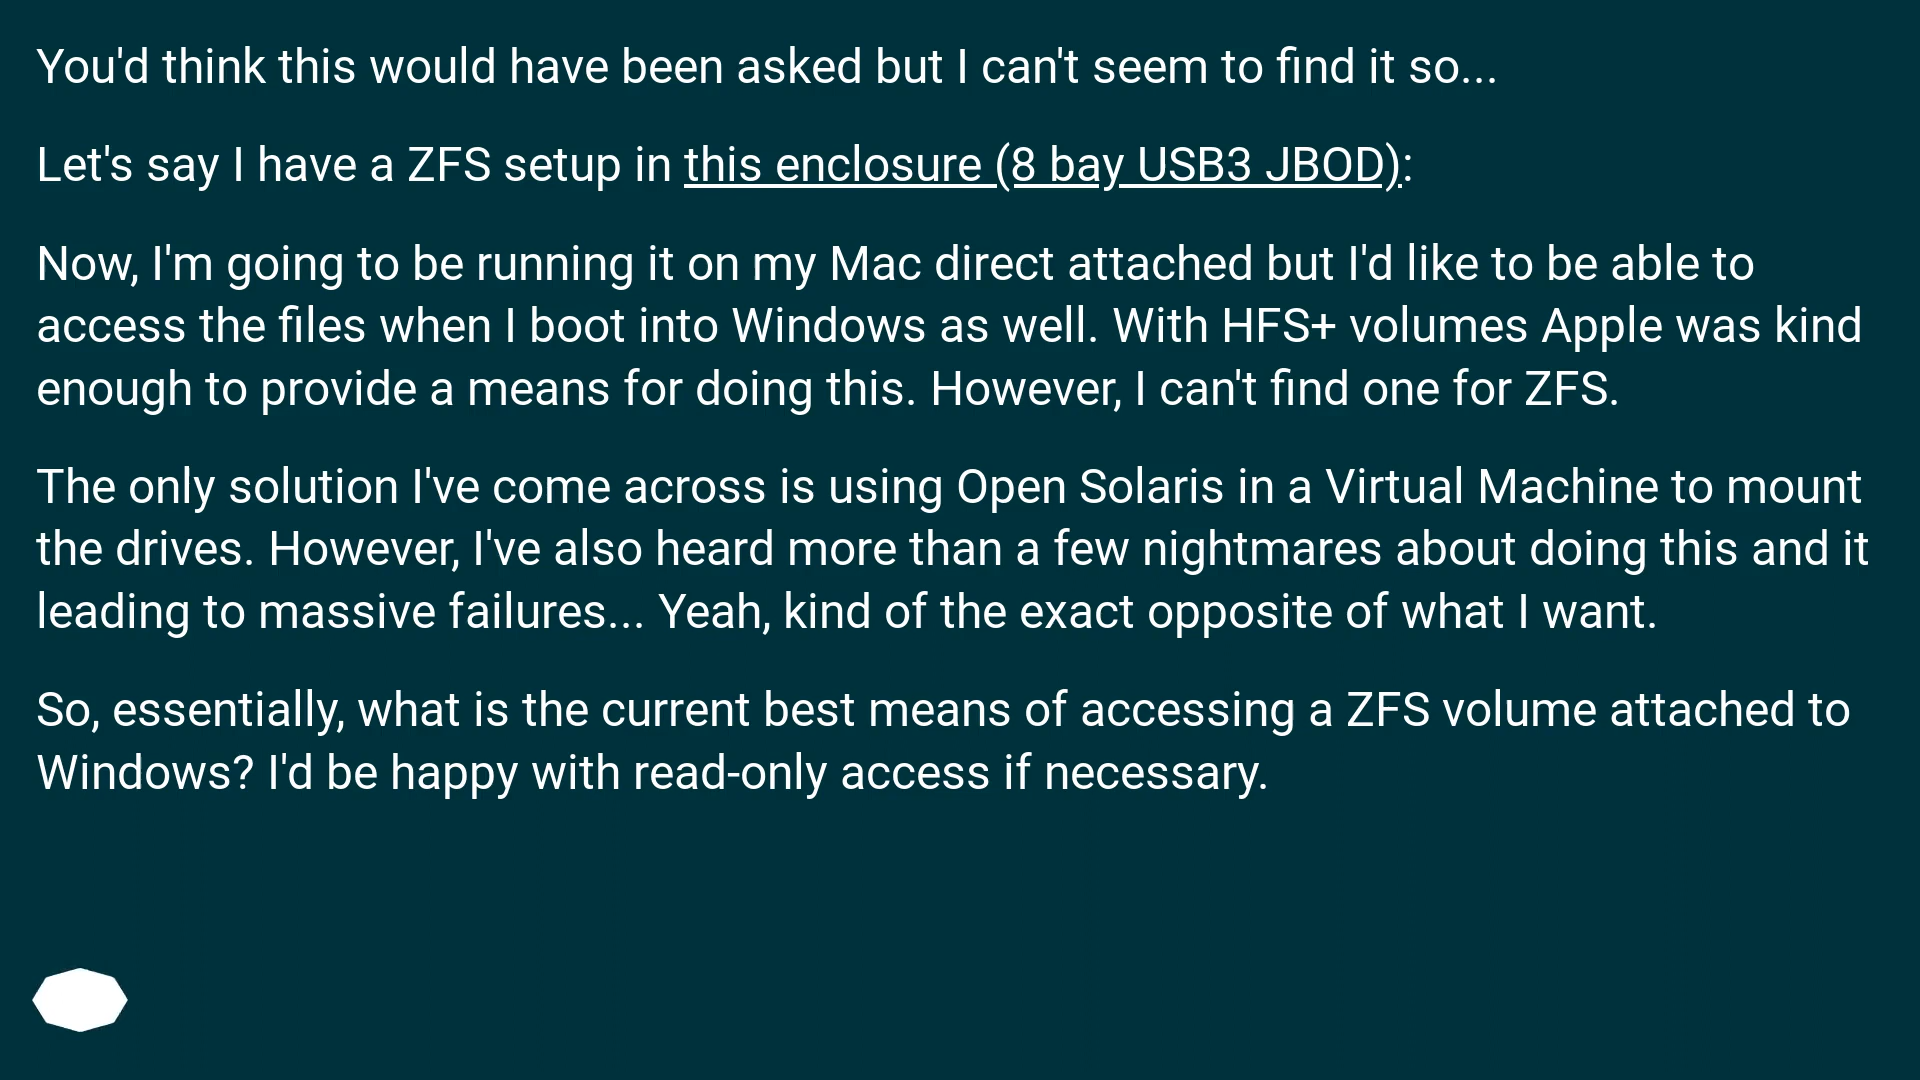 You'd think this would have been asked but I can't seem to find it so...
Let's say I have a ZFS setup in this enclosure (8 bay USB3 JBOD):
Now, I'm going to be running it on my Mac direct attached but I'd like to be able to
access the files when I boot into Windows as well. With HFS+ volumes Apple was kind
enough to provide a means for doing this. However, I can't find one for ZFS.
The only solution I've come across is using Open Solaris in a Virtual Machine to mount
the drives. However, I've also heard more than a few nightmares about doing this and it
leading to massive failures... Yeah, kind of the exact opposite of what I want.
So, essentially, what is the current best means of accessing a ZFS volume attached to
Windows? I'd be happy with read-only access if necessary.